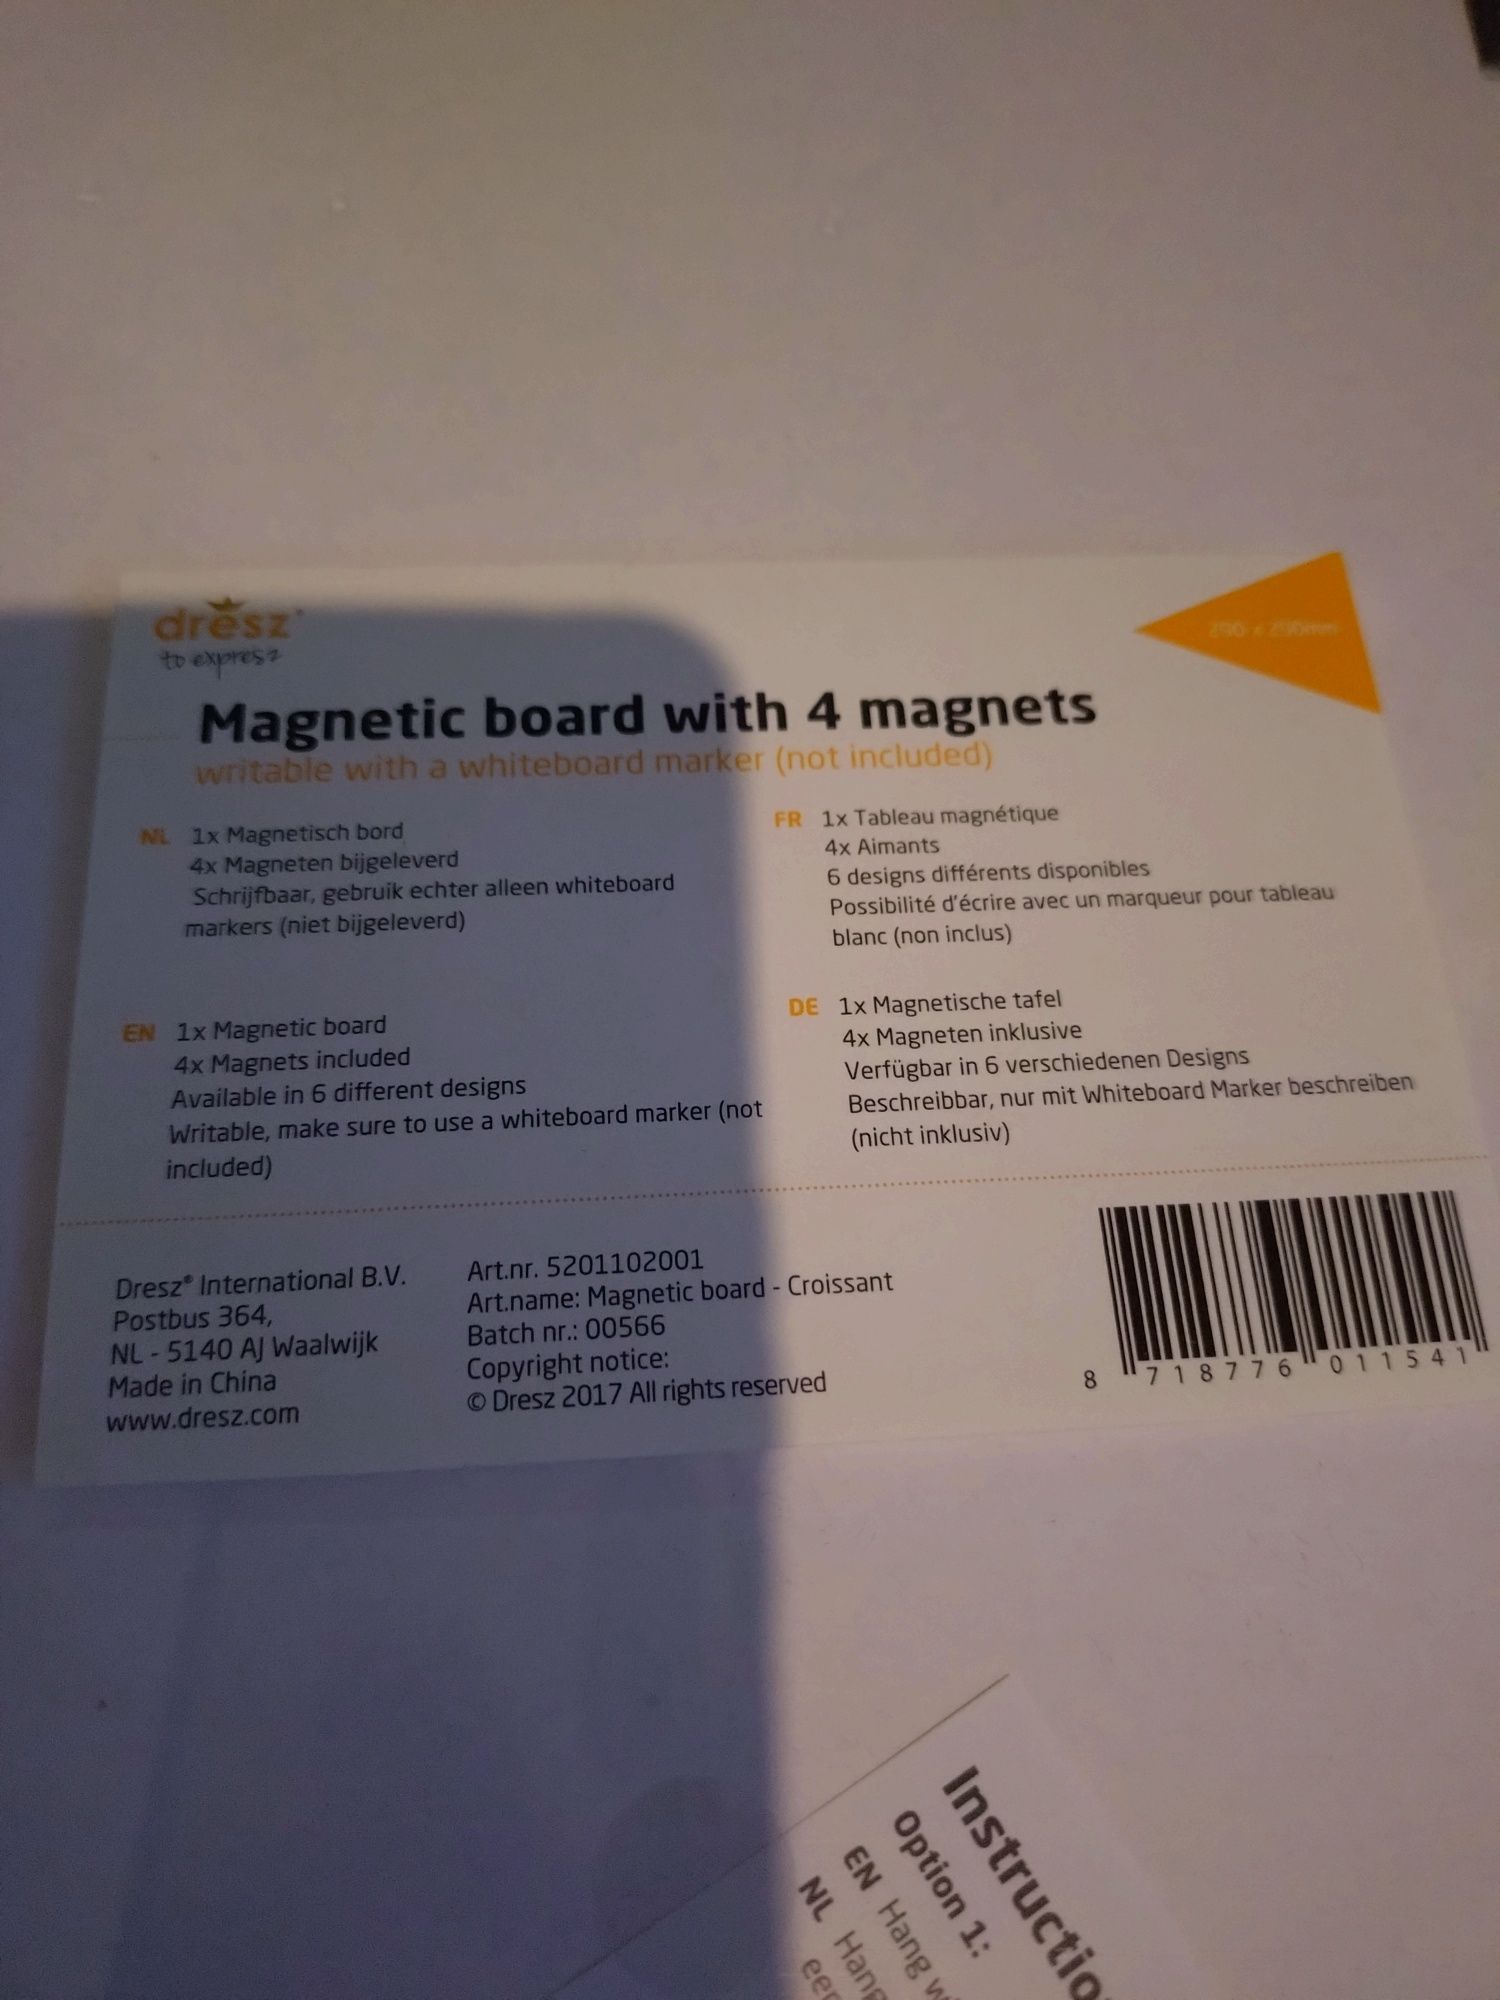 dresz
to expresz
290 x 290mm
Magnetic board with 4 magnets
writable with a whiteboard marker (not included)
NL 1x Magnetisch bord
4x Magneten bijgeleverd
Schrijfbaar, gebruik echter alleen whiteboard
markers (niet bijgeleverd)
FR 1x Tableau magnétique
4x Aimants
6 designs différents disponibles
Possibilité d'écrire avec un marqueur pour tableau
blanc (non inclus)
EN 1x Magnetic board
4x Magnets included
Available in 6 different designs
Writable, make sure to use a whiteboard marker (not
included)
DE 1x Magnetische tafel
4x Magneten inklusive
Verfügbar in 6 verschiedenen Designs
Beschreibbar, nur mit Whiteboard Marker beschreiben
(nicht inklusiv)
Dresz® International B.V.
Postbus 364,
NL - 5140 AJ Waalwijk
Made in China
www.dresz.com
Art.nr. 5201102001
Art.name: Magnetic board - Croissant
Batch nr.: 00566
Copyright notice:
© Dresz 2017 All rights reserved
8 718776 011541
Instructio
Option 1:
EN Hang w
NL Hang
een